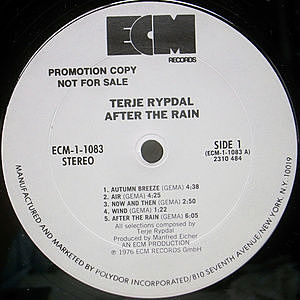 ECM
RECORDS
PROMOTION COPY
NOT FOR SALE
TERJE RYPDAL
AFTER THE RAIN
ECM-1-1083
STEREO
SIDE 1
(ECM-1-1083 A)
2310 484
1. AUTUMN BREEZE (GEMA) 4:38
2. AIR (GEMA) 4:25
3. NOW AND THEN (GEMA) 2:50
4. WIND (GEMA) 1:22
5. AFTER THE RAIN (GEMA) 6:05
All selections composed by
Terje Rypdal
Produced by Manfred Eicher
AN ECM PRODUCTION
℗ 1976 ECM RECORDS GmbH
MANUFACTURED AND MARKETED BY POLYDOR INCORPORATED/810 SEVENTH AVENUE, NEW YORK, N.Y. 10019